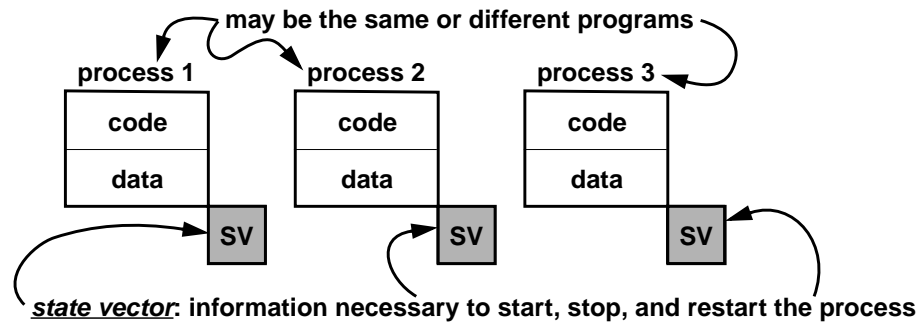 may be the same or different programs
process 1 process 2 process 3
code code code
data data data
SV SV SV
state vector: information necessary to start, stop, and restart the process